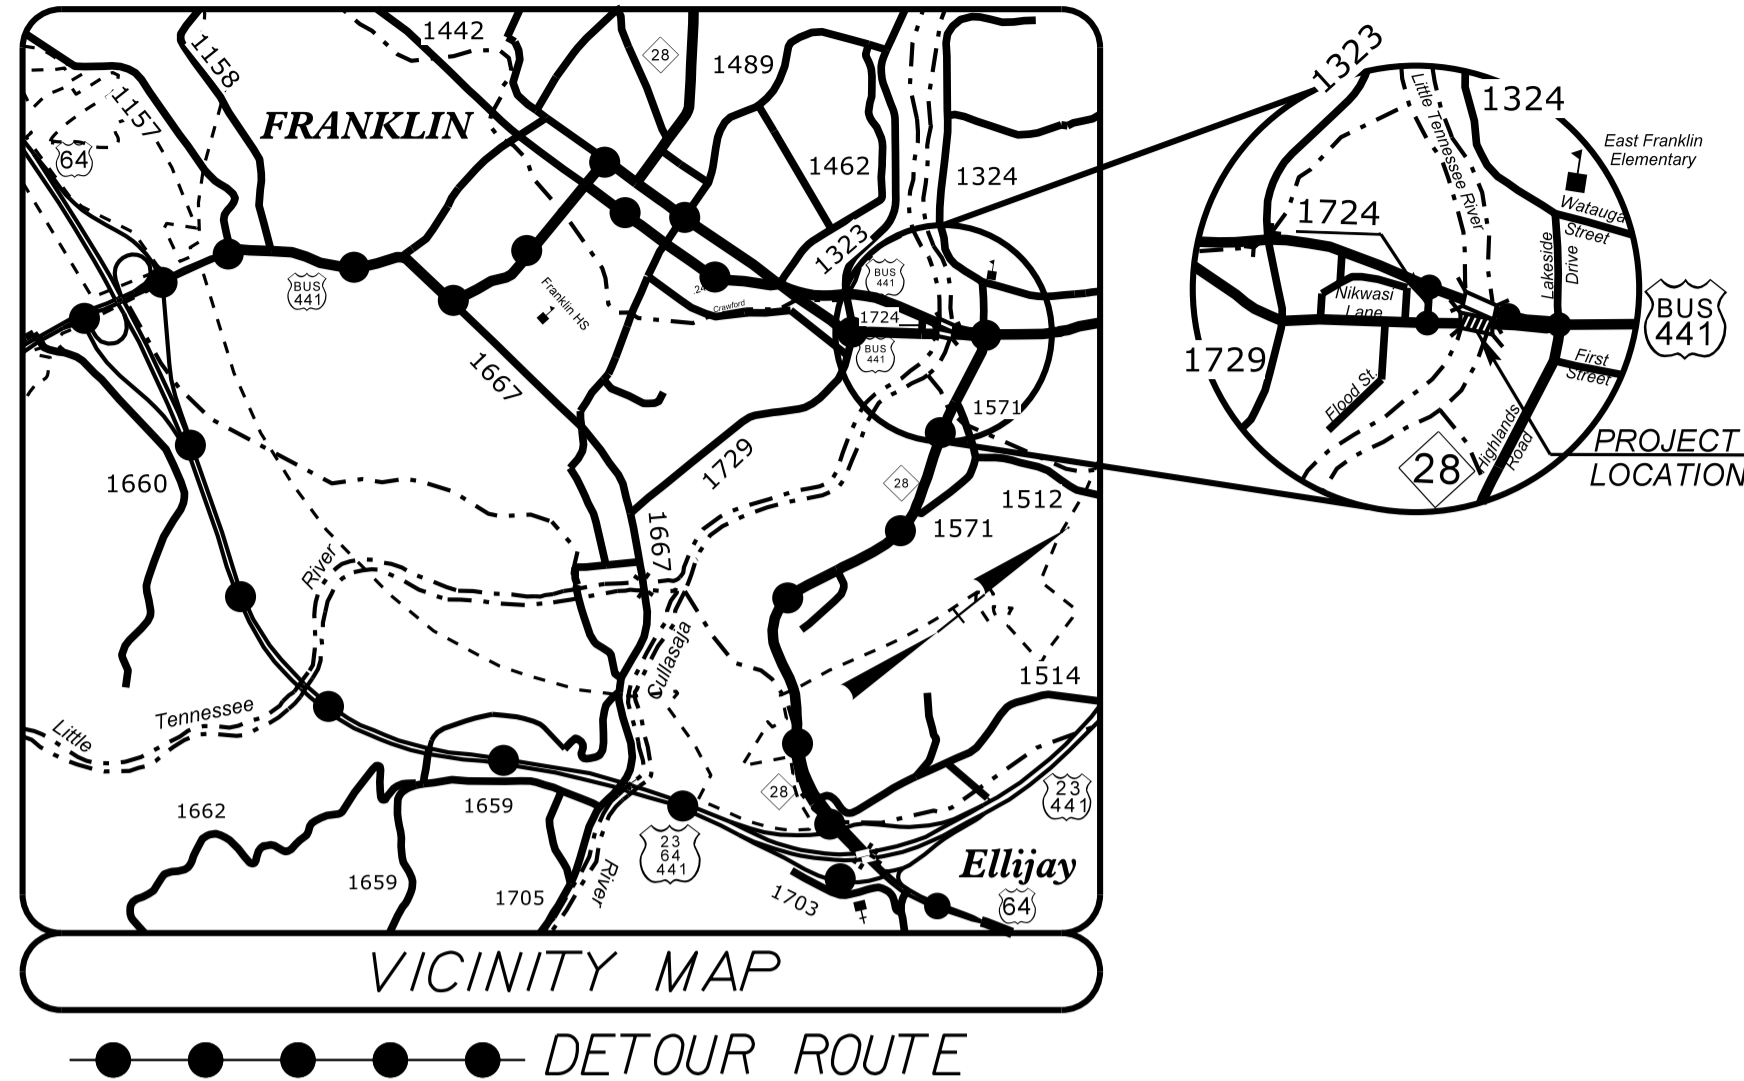 1442
1158
28
1489
1157
FRANKLIN
64
1462
1324
1323
BUS
441
BUS
441
Franklin HS
Crawford
1724
BUS
441
1667
1571
1729
28
1660
1512
1667
1571
River
Cullasaja
1514
Tennessee
Little
28
23
441
1662
1659
23
64
441
Ellijay
1659
1705
River
1703
64
1323
1324
Little Tennessee River
East Franklin
Elementary
1724
Watauga
Street
Lakeside
Drive
Nikwasi
Lane
BUS
441
1729
First
Street
Flood St.
Highlands
Road
28
PROJECT
LOCATION
VICINITY MAP
DETOUR ROUTE